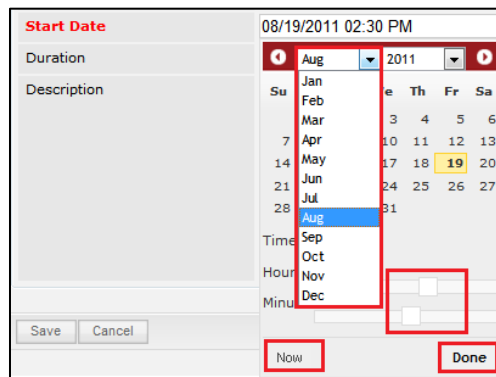 Start Date
08/19/2011 02:30 PM
Duration
Aug 2011
Description
Su Th Fr Sa
Jan
Feb
Mar 3 4 5 6
7 Apr 10 11 12 13
14 May 17 18 19 20
21 Jun 24 25 26 27
Jul
28 Aug 31
Time Sep
Oct
Hour Nov
Minu Dec
Save Cancel
Now Done